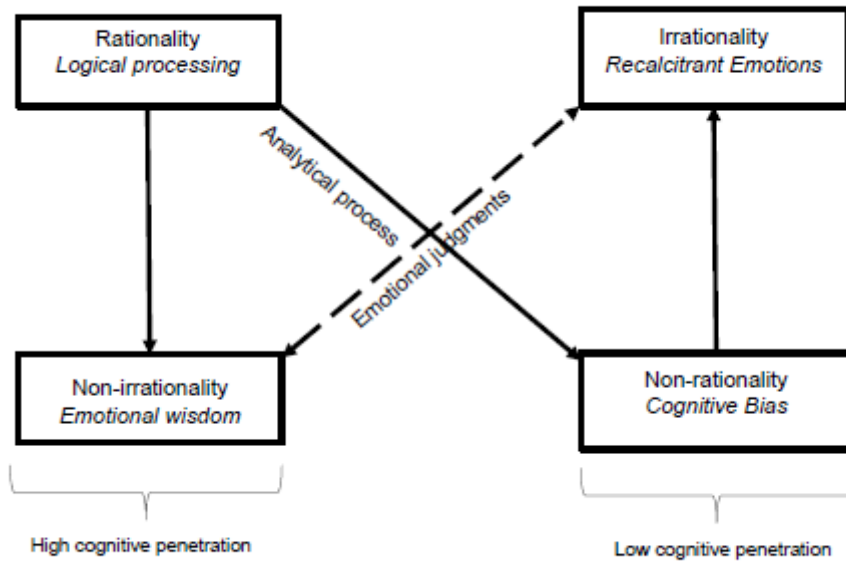 Rationality
Logical processing
Irrationality
Recalcitrant Emotions
Analytical process
Emotional judgments
Non-irrationality
Emotional wisdom
Non-rationality
Cognitive Bias
High cognitive penetration
Low cognitive penetration